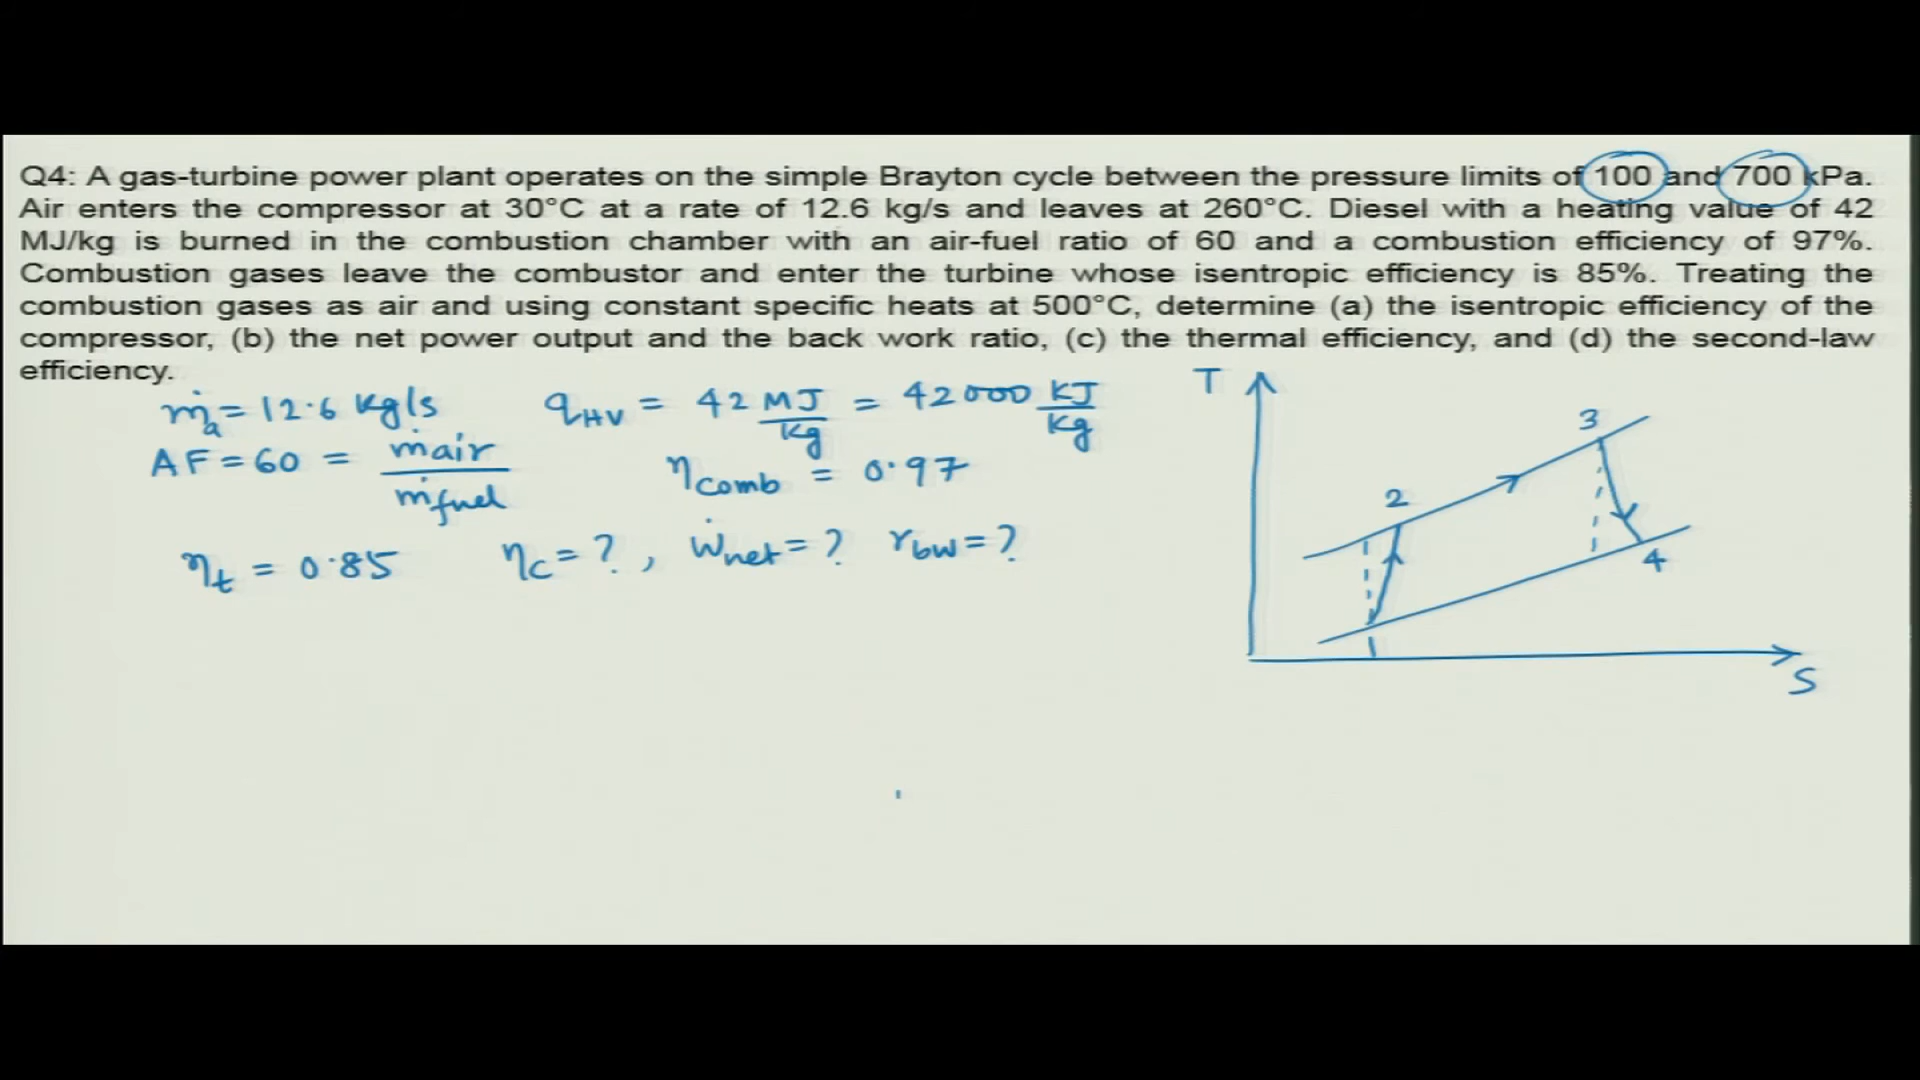 Q4: A gas-turbine power plant operates on the simple Brayton cycle between the pressure limits of 100 and 700 kPa.
Air enters the compressor at 30°C at a rate of 12.6 kg/s and leaves at 260°C. Diesel with a heating value of 42
MJ/kg is burned in the combustion chamber with an air-fuel ratio of 60 and a combustion efficiency of 97%.
Combustion gases leave the combustor and enter the turbine whose isentropic efficiency is 85%. Treating the
combustion gases as air and using constant specific heats at 500°C, determine (a) the isentropic efficiency of the
compressor, (b) the net power output and the back work ratio, (c) the thermal efficiency, and (d) the second-law
efficiency.
ṁa = 12.6 kg/s qHV = 42 MJ/kg = 42000 kJ/kg
AF = 60 = ṁair/ṁfuel ηcomb = 0.97
ηt = 0.85 ηc = ?, ẇnet = ? rbw = ?
T
3
2
4
1
S